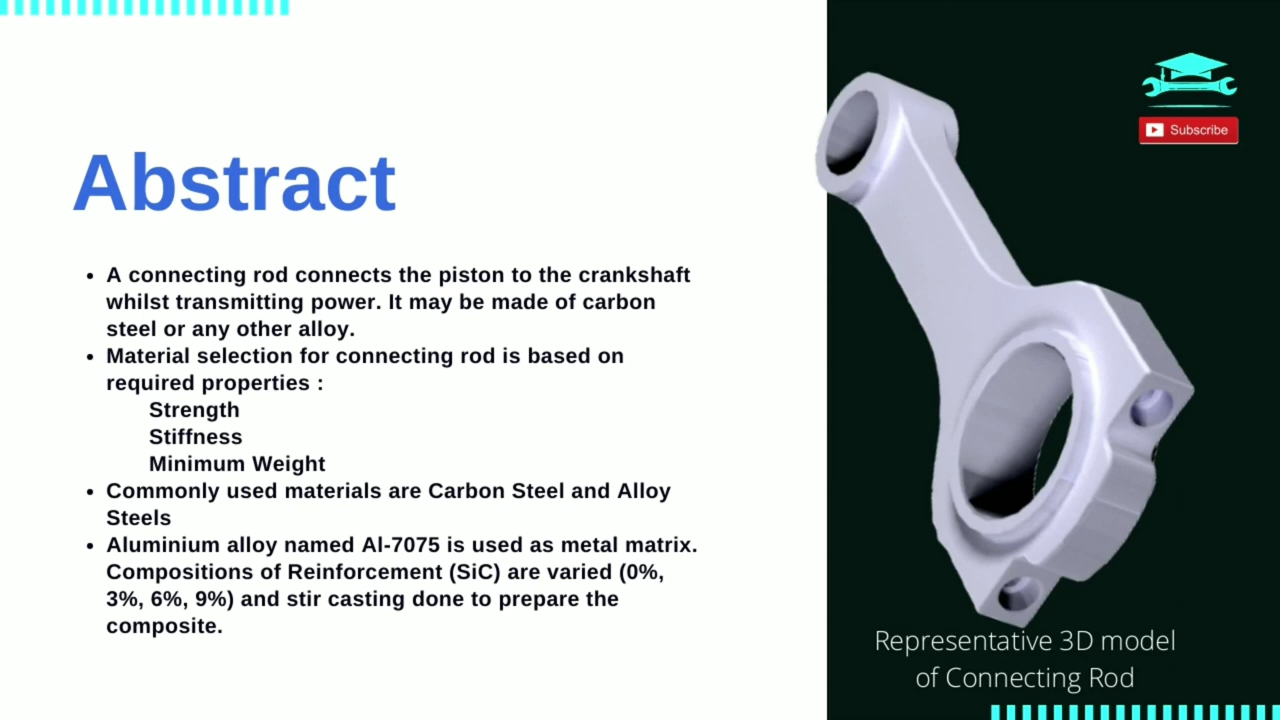 Abstract
• A connecting rod connects the piston to the crankshaft
whilst transmitting power. It may be made of carbon
steel or any other alloy.
• Material selection for connecting rod is based on
required properties :
Strength
Stiffness
Minimum Weight
• Commonly used materials are Carbon Steel and Alloy
Steels
• Aluminium alloy named Al-7075 is used as metal matrix.
Compositions of Reinforcement (SiC) are varied (0%,
3%, 6%, 9%) and stir casting done to prepare the
composite.
Subscribe
Representative 3D model
of Connecting Rod